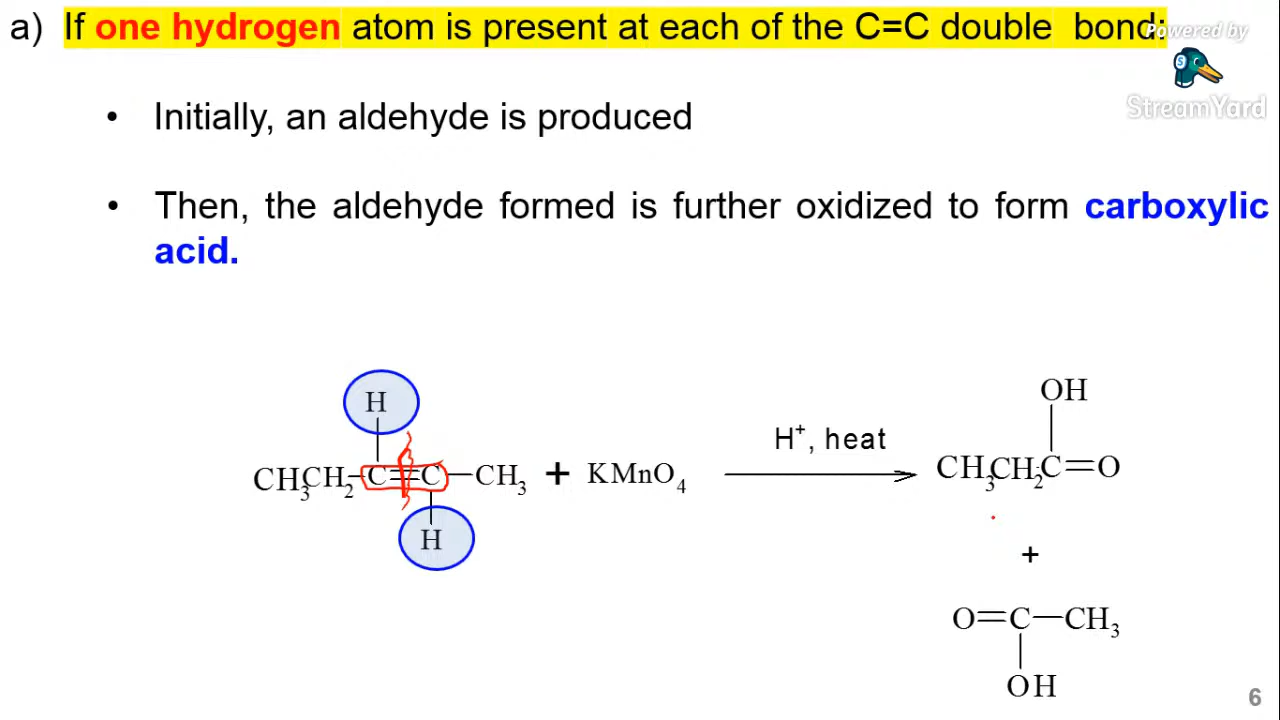 a) If one hydrogen atom is present at each of the C=C double bond:
Powered by
StreamYard
• Initially, an aldehyde is produced
• Then, the aldehyde formed is further oxidized to form carboxylic
acid.
H
CH3CH2—C=C—CH3 + KMnO4
H
H+, heat
OH
CH3CH2C=O
+
O=C—CH3
OH
6